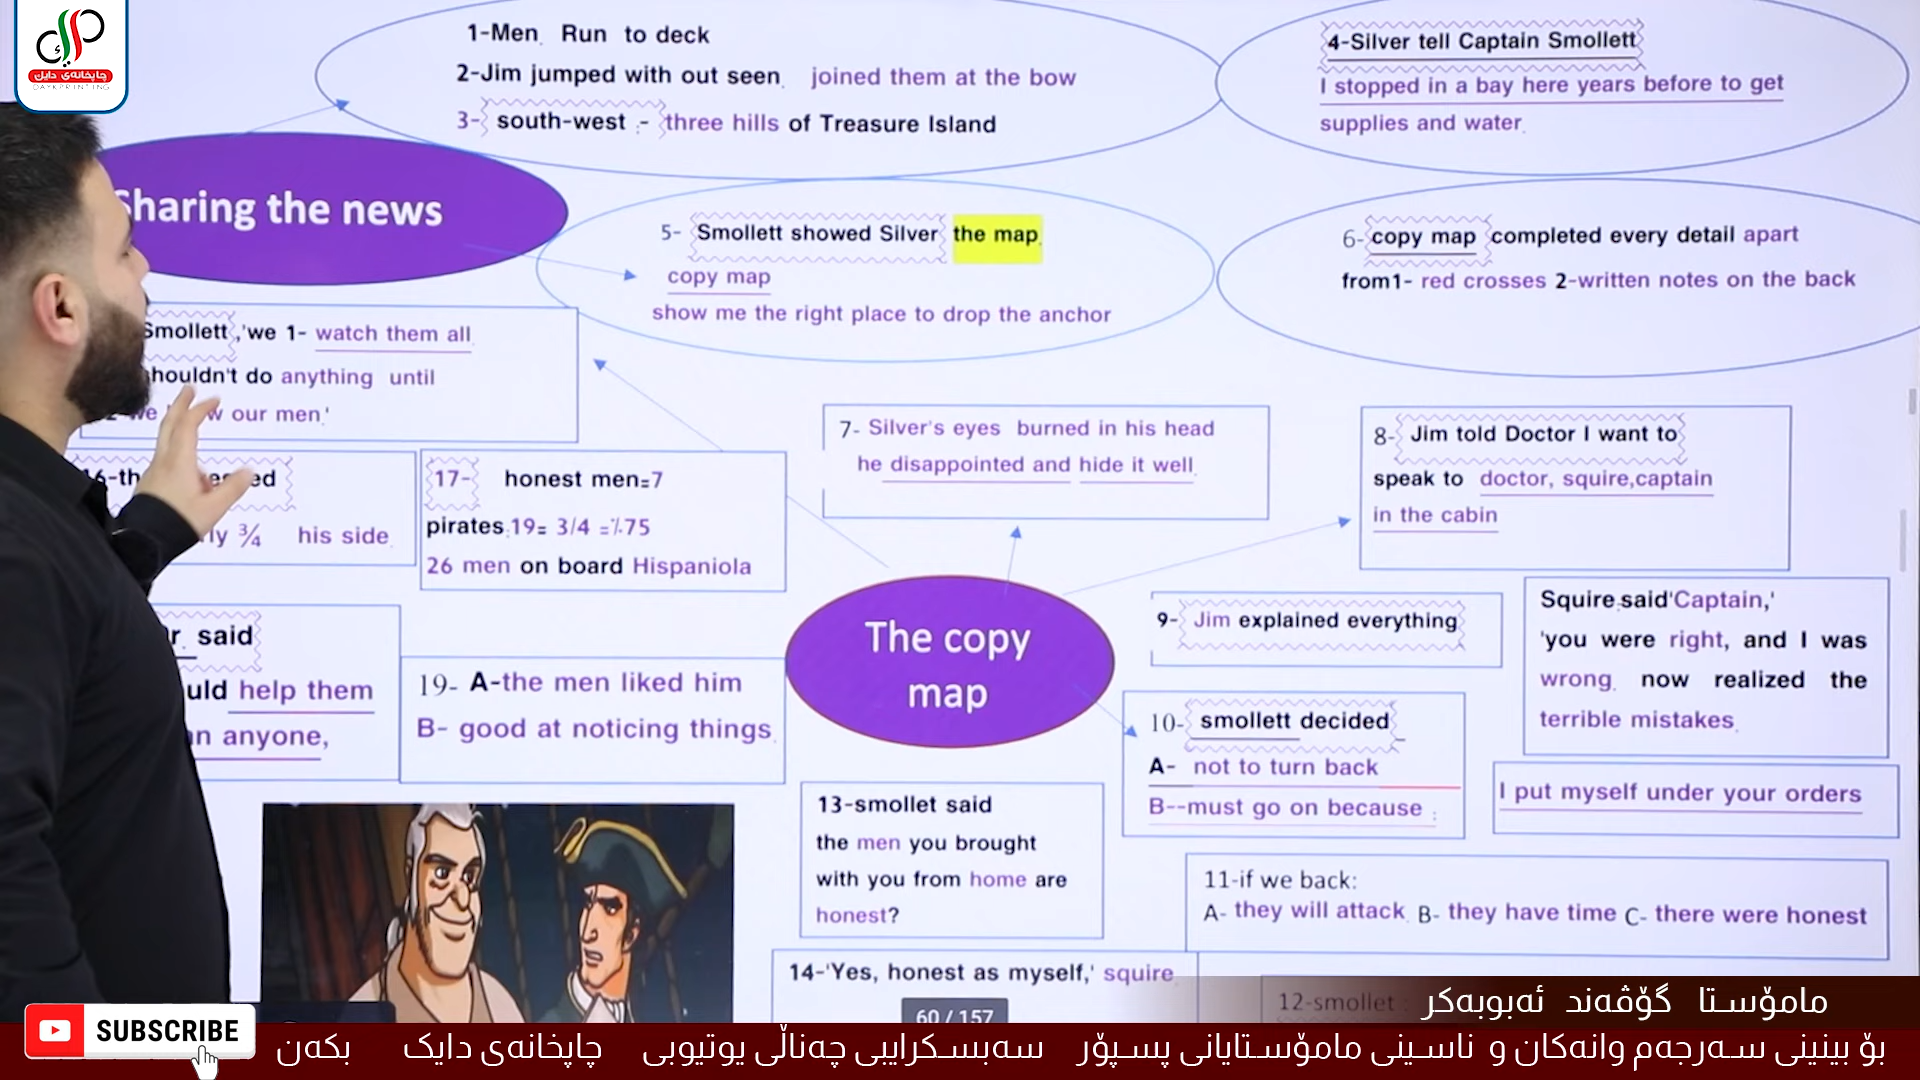 چاپخانەی دایک
DAYKPRINTING
1-Men. Run to deck
2-Jim jumped with out seen. joined them at the bow
3- south-west :- three hills of Treasure Island
4-Silver tell Captain Smollett
I stopped in a bay here years before to get
supplies and water.
Sharing the news
5- Smollett showed Silver the map.
copy map
show me the right place to drop the anchor
6- copy map completed every detail apart
from1- red crosses 2-written notes on the back
Smollett ,'we 1- watch them all.
shouldn't do anything until
our men.'
7- Silver's eyes burned in his head
he disappointed and hide it well.
8- Jim told Doctor I want to
speak to doctor, squire,captain
in the cabin
16-th
¾ his side.
17- honest men=7
pirates.19= 3/4 =٪75
26 men on board Hispaniola
The copy
map
9- Jim explained everything
Squire.said'Captain,'
'you were right, and I was
wrong. now realized the
terrible mistakes.
said
help them
anyone,
19- A-the men liked him
B- good at noticing things.
10- smollett decided
A- not to turn back
B--must go on because :
I put myself under your orders
13-smollet said
the men you brought
with you from home are
honest?
11-if we back:
A- they will attack. B- they have time C- there were honest
14-'Yes, honest as myself,' squire.
12-smollet :
60 / 157
مامۆستا گۆڤەند ئەبوبەکر
SUBSCRIBE
بۆ بینینی سەرجەم وانەکان و ناسینی مامۆستایانی پسپۆڕ سەبسکرایبی چەناڵی یوتیوبی چاپخانەی دایک بکەن